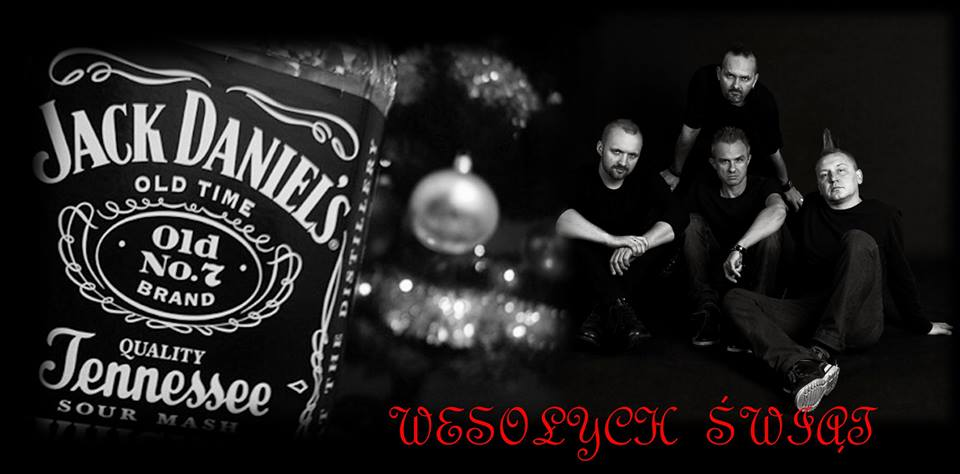 JACK DANIEL'S
OLD TIME
Old
No.7
BRAND
QUALITY
Tennessee
SOUR MASH
THE DISTILLERY
WESOŁYCH ŚWIĄT